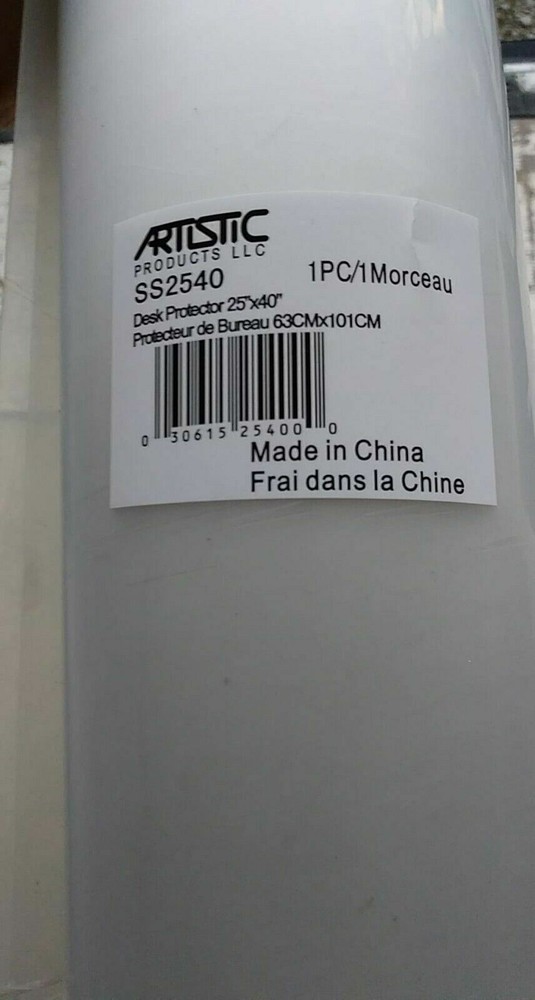 ARTISTIC
PRODUCTS LLC
SS2540
1PC/1Morceau
Desk Protector 25"x40"
Protecteur de Bureau 63CMx101CM
0 30615 25400 0
Made in China
Frai dans la Chine